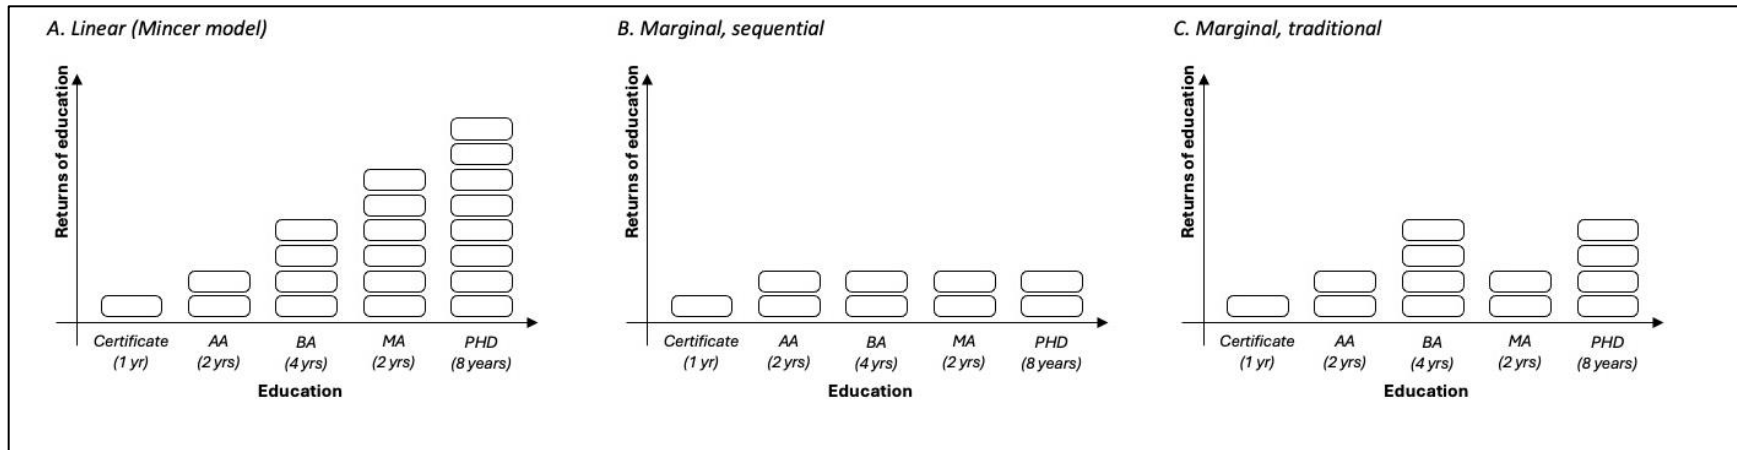 A. Linear (Mincer model)
Returns of education
Certificate
(1 yr)
AA
(2 yrs)
BA
(4 yrs)
MA
(2 yrs)
PHD
(8 years)
Education
B. Marginal, sequential
Returns of education
Certificate
(1 yr)
AA
(2 yrs)
BA
(4 yrs)
MA
(2 yrs)
PHD
(8 years)
Education
C. Marginal, traditional
Returns of education
Certificate
(1 yr)
AA
(2 yrs)
BA
(4 yrs)
MA
(2 yrs)
PHD
(8 years)
Education